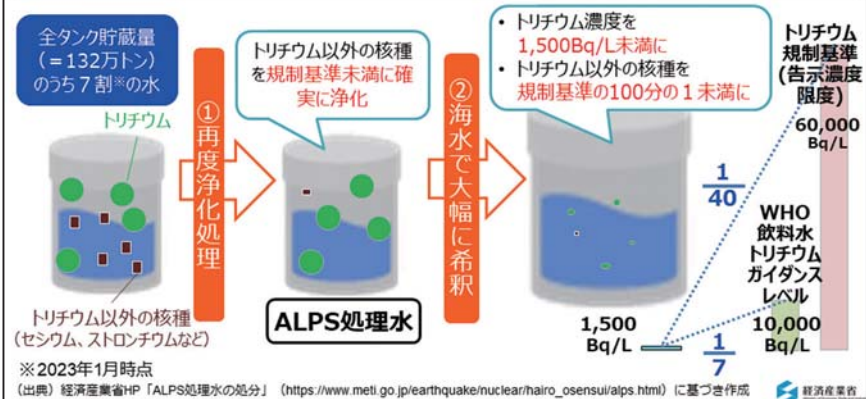 全タンク貯蔵量
(=132万トン)
のうち7割※の水
トリチウム
トリチウム以外の核種
(セシウム、ストロンチウムなど)
①再度浄化処理
トリチウム以外の核種
を規制基準未満に確
実に浄化
ALPS処理水
②海水で大幅に希釈
• トリチウム濃度を
1,500Bq/L未満に
• トリチウム以外の核種を
規制基準の100分の1未満に
1,500
Bq/L
1
40
1
7
トリチウム
規制基準
(告示濃度
限度)
60,000
Bq/L
WHO
飲料水
トリチウム
ガイダンス
レベル
10,000
Bq/L
※2023年1月時点
(出典)経済産業省HP「ALPS処理水の処分」(https://www.meti.go.jp/earthquake/nuclear/hairo_osensui/alps.html)に基づき作成
経済産業省